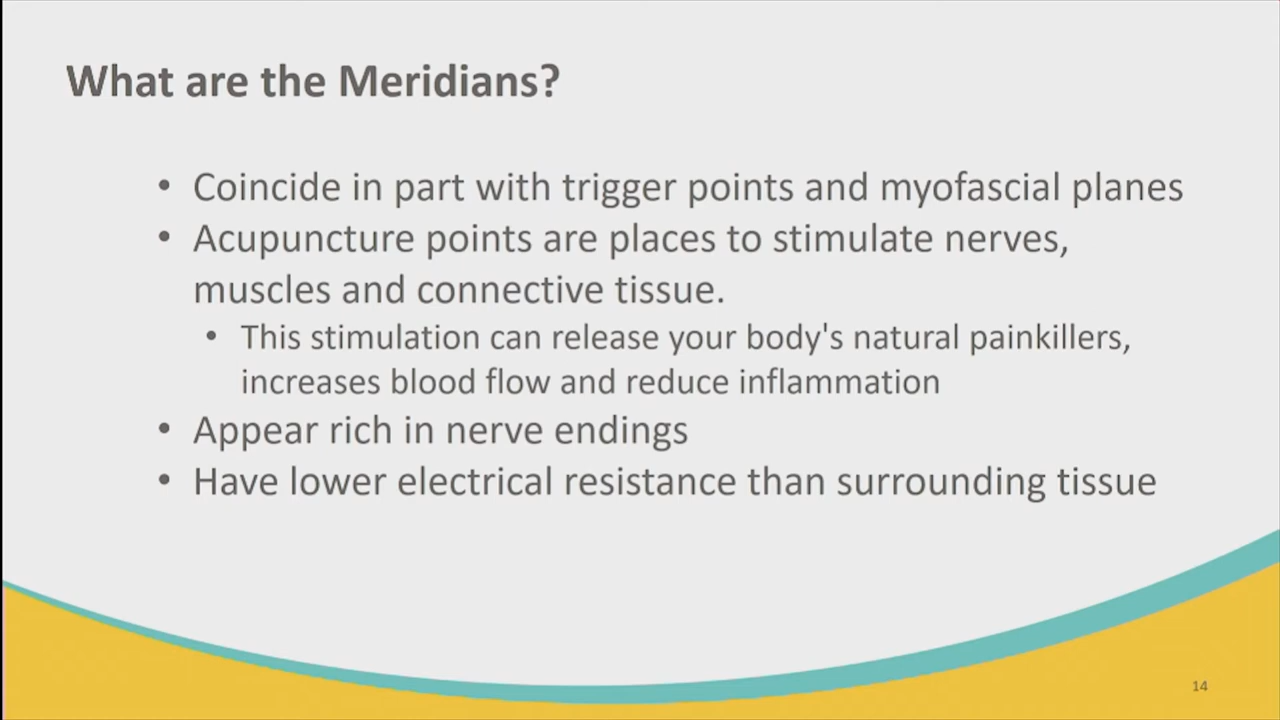 What are the Meridians?
• Coincide in part with trigger points and myofascial planes
• Acupuncture points are places to stimulate nerves,
muscles and connective tissue.
• This stimulation can release your body's natural painkillers,
increases blood flow and reduce inflammation
• Appear rich in nerve endings
• Have lower electrical resistance than surrounding tissue
14